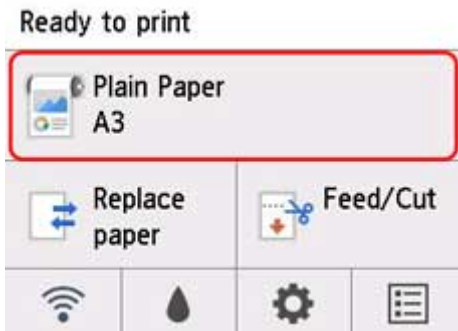 Ready to print
Plain Paper
A3
Replace
paper
Feed/Cut